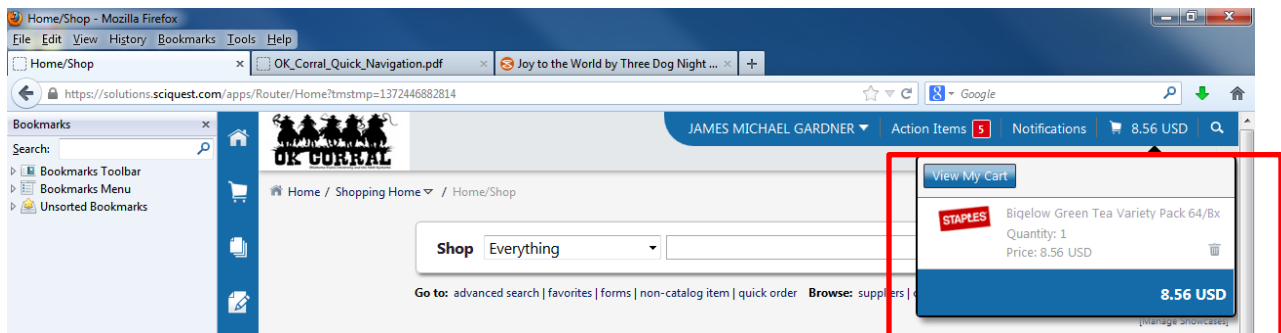 Home/Shop - Mozilla Firefox
File Edit View History Bookmarks Tools Help
Home/Shop × OK_Corral_Quick_Navigation.pdf × Joy to the World by Three Dog Night ... × +
https://solutions.sciquest.com/apps/Router/Home?tmstmp=1372446882814 Google
Bookmarks ×
Search:
Bookmarks Toolbar
Bookmarks Menu
Unsorted Bookmarks
OK CORRAL
JAMES MICHAEL GARDNER Action Items 5 Notifications 8.56 USD
Home / Shopping Home / Home/Shop
View My Cart
STAPLES Bigelow Green Tea Variety Pack 64/Bx
Quantity: 1
Price: 8.56 USD
8.56 USD
Shop Everything
Go to: advanced search | favorites | forms | non-catalog item | quick order Browse: suppliers |
[Manage Showcases]